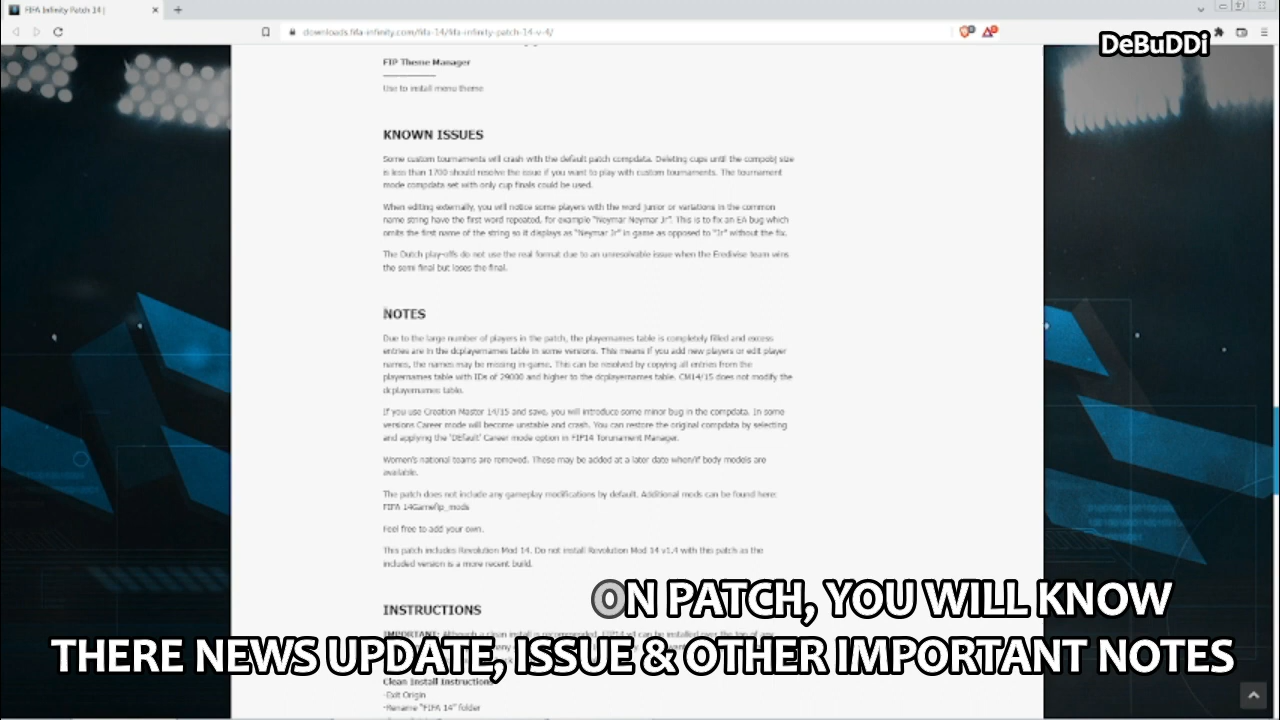 FIFA Infinity Patch 14 |
downloads.fifa-infinity.com/fifa-14/fifa-infinity-patch-14-v-4/
DeBuDDi
FIP Theme Manager
Use to install menu theme
KNOWN ISSUES
Some custom tournaments will crash with the default patch compdata. Deleting cups until the compobj size
is less than 1700 should resolve the issue if you want to play with custom tournaments. The tournament
mode compdata set with only cup finals could be used.
When editing externally, you will notice some players with the word junior or variations in the common
name string have the first word repeated, for example "Neymar Neymar Jr". This is to fix an EA bug which
omits the first name of the string so it displays as "Neymar Jr" in game as opposed to "Jr" without the fix.
The Dutch play-offs do not use the real format due to an unresolvable issue when the Eredivise team wins
the semi final but loses the final.
NOTES
Due to the large number of players in the patch, the playernames table is completely filled and excess
entries are in the dcplayernames table in some versions. This means if you add new players or edit player
names, the names may be missing in-game. This can be resolved by copying all entries from the
playernames table with IDs of 29000 and higher to the dcplayernames table. CM14/15 does not modify the
dcplayernames table.
If you use Creation Master 14/15 and save, you will introduce some minor bug in the compdata. In some
versions Career mode will become unstable and crash. You can restore the original compdata by selecting
and applying the 'DEfault' Career mode option in FIP14 Torunament Manager.
Women's national teams are removed. These may be added at a later date when/if body models are
available.
The patch does not include any gameplay modifications by default. Additional mods can be found here:
FIFA 14Gamefip_mods
Feel free to add your own.
This patch includes Revolution Mod 14. Do not install Revolution Mod 14 v1.4 with this patch as the
included version is a more recent build.
ON PATCH, YOU WILL KNOW
INSTRUCTIONS
IMPORTANT: Although a clean install is recommended, FIP14 v4 can be installed over the top of any
THERE NEWS UPDATE, ISSUE & OTHER IMPORTANT NOTES
Clean Install Instructions
-Exit Origin
-Rename "FIFA 14" folder